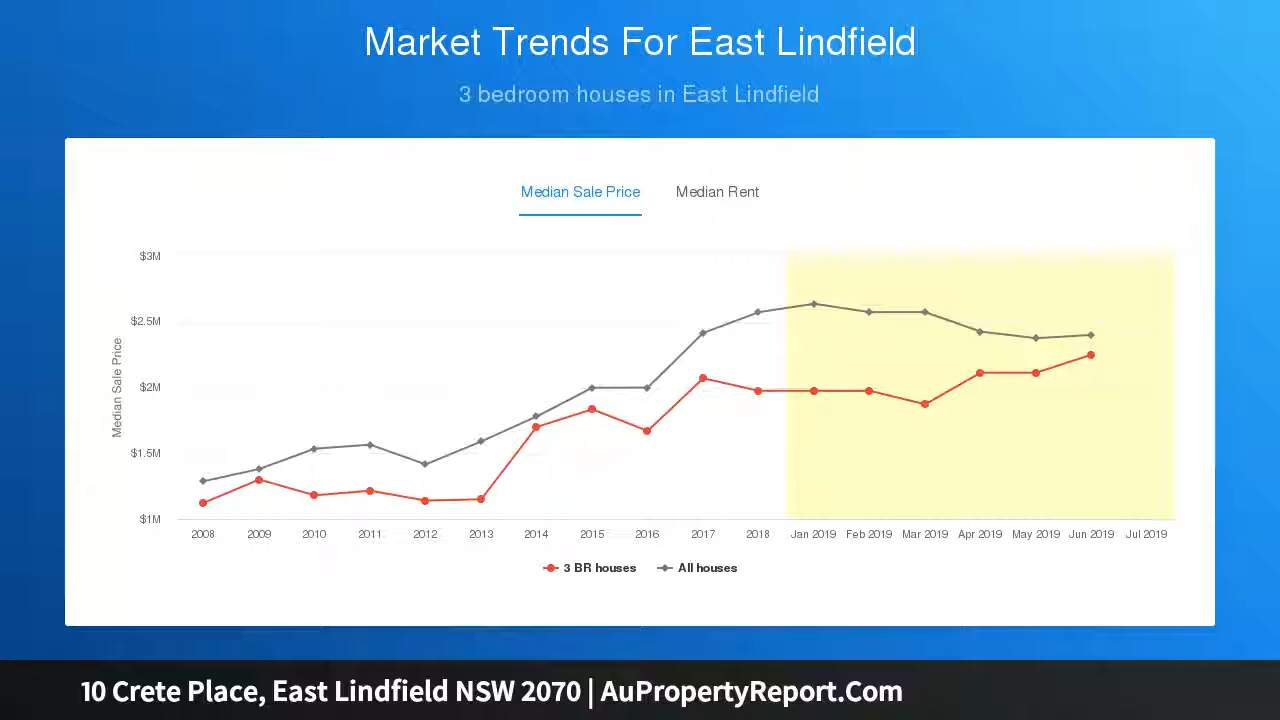 Market Trends For East Lindfield
3 bedroom houses in East Lindfield
Median Sale Price Median Rent
$3M
$2.5M
$2M
$1.5M
$1M
Median Sale Price
2008 2009 2010 2011 2012 2013 2014 2015 2016 2017 2018 Jan 2019 Feb 2019 Mar 2019 Apr 2019 May 2019 Jun 2019 Jul 2019
3 BR houses All houses
10 Crete Place, East Lindfield NSW 2070 | AuPropertyReport.Com